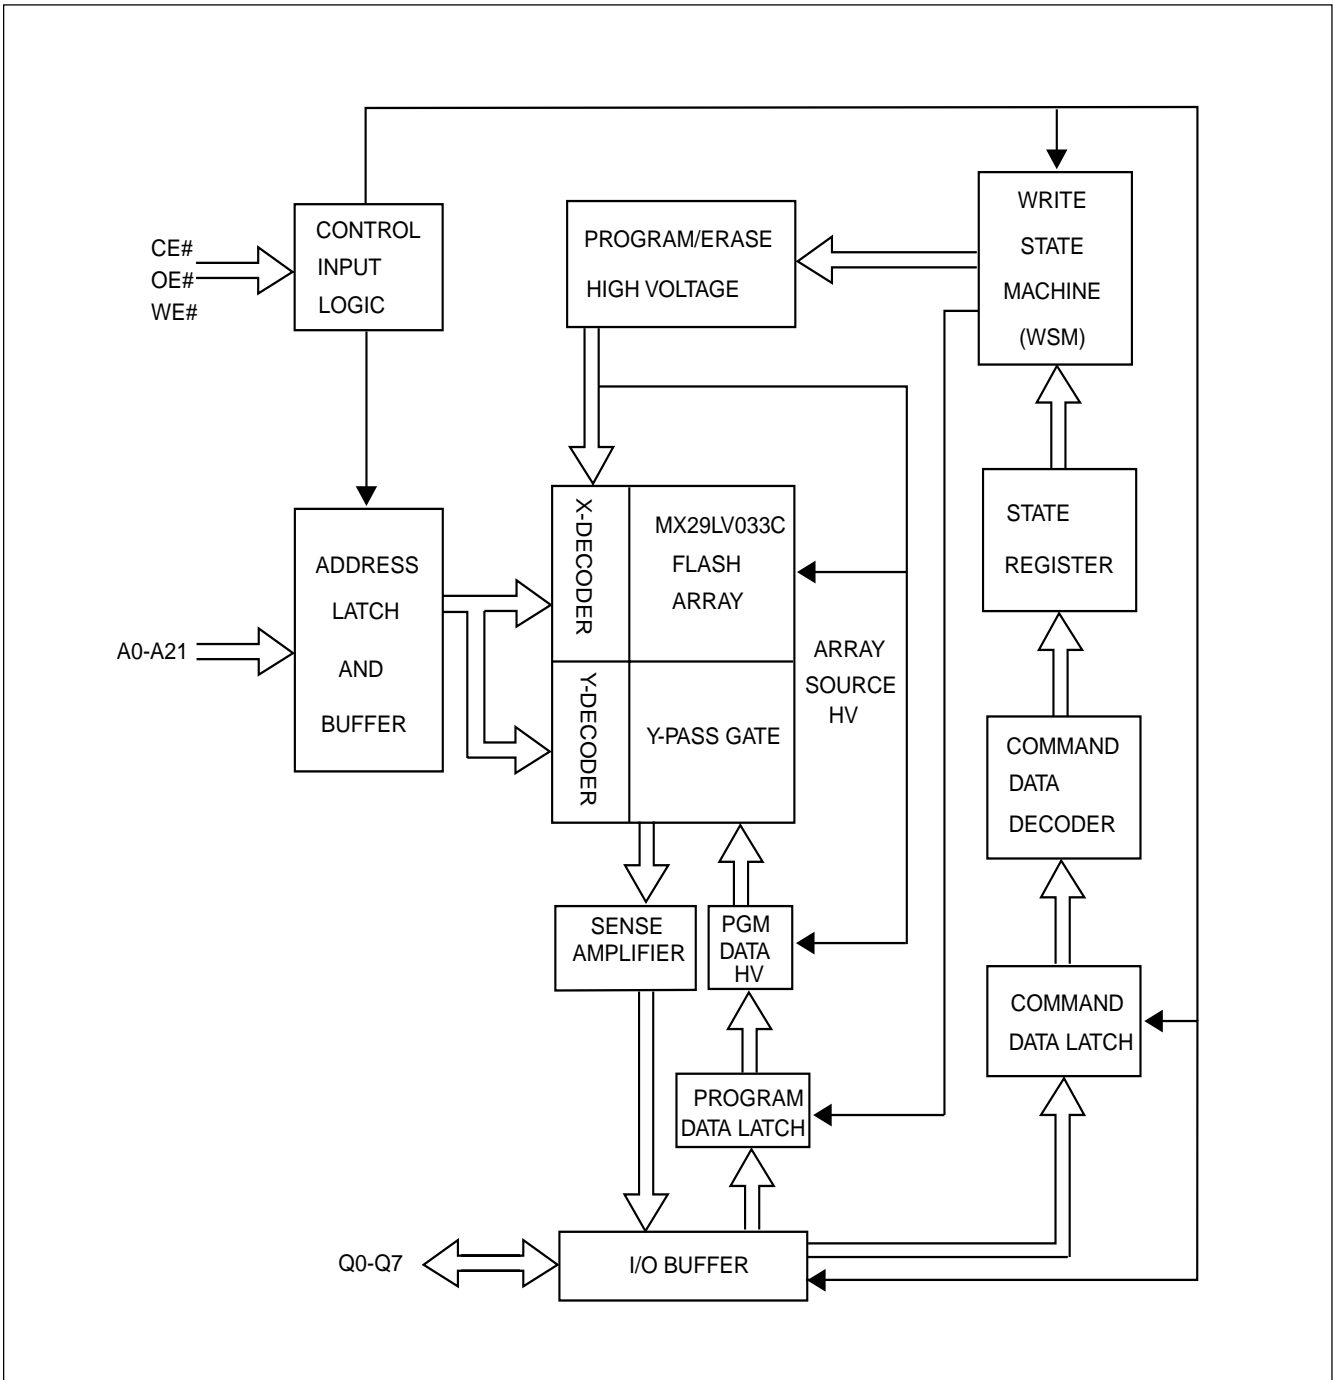 CE#
OE#
WE#
CONTROL
INPUT
LOGIC
PROGRAM/ERASE
HIGH VOLTAGE
WRITE
STATE
MACHINE
(WSM)
STATE
REGISTER
A0-A21
ADDRESS
LATCH
AND
BUFFER
X-DECODER
MX29LV033C
FLASH
ARRAY
Y-DECODER
Y-PASS GATE
ARRAY
SOURCE
HV
COMMAND
DATA
DECODER
SENSE
AMPLIFIER
PGM
DATA
HV
COMMAND
DATA LATCH
PROGRAM
DATA LATCH
Q0-Q7
I/O BUFFER